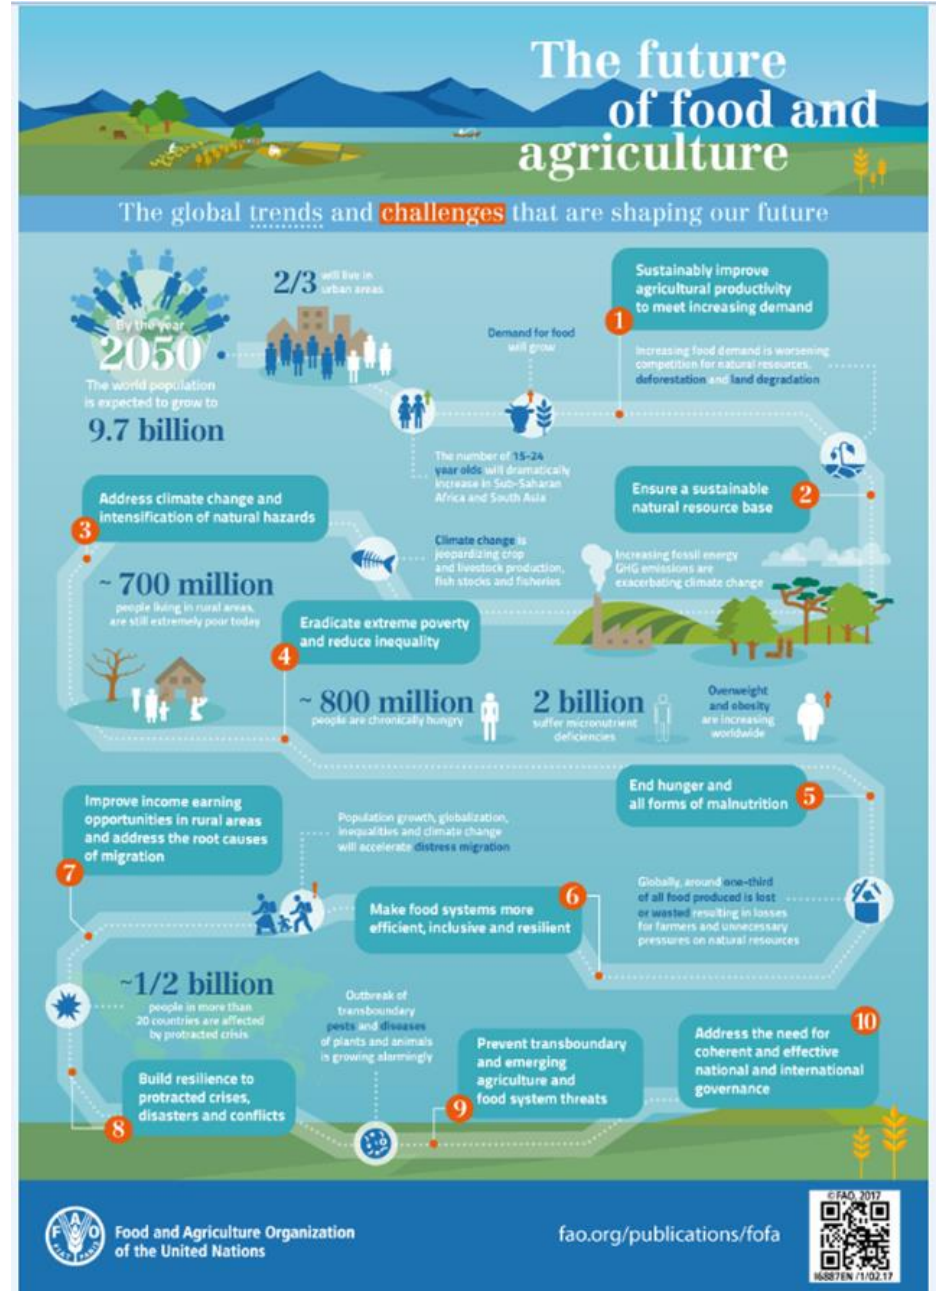 The future
of food and
agriculture
The global trends and challenges that are shaping our future
By the year
2050
The world population
is expected to grow to
9.7 billion
2/3 will live in
urban areas
The number of 15-24
year olds will dramatically
increase in Sub-Saharan
Africa and South Asia
Demand for food
will grow
1
Sustainably improve
agricultural productivity
to meet increasing demand
Increasing food demand is worsening
competition for natural resources,
deforestation and land degradation
2
Ensure a sustainable
natural resource base
Increasing fossil energy
GHG emissions are
exacerbating climate change
Climate change is
jeopardizing crop
and livestock production,
fish stocks and fisheries
3
Address climate change and
intensification of natural hazards
~ 700 million
people living in rural areas,
are still extremely poor today
4
Eradicate extreme poverty
and reduce inequality
~ 800 million
people are chronically hungry
2 billion
suffer micronutrient
deficiencies
Overweight
and obesity
are increasing
worldwide
5
End hunger and
all forms of malnutrition
Globally, around one-third
of all food produced is lost
or wasted resulting in losses
for farmers and unnecessary
pressures on natural resources
6
Make food systems more
efficient, inclusive and resilient
Population growth, globalization,
inequalities and climate change
will accelerate distress migration
!
7
Improve income earning
opportunities in rural areas
and address the root causes
of migration
~1/2 billion
people in more than
20 countries are affected
by protracted crisis
8
Build resilience to
protracted crises,
disasters and conflicts
Outbreak of
transboundary
pests and diseases
of plants and animals
is growing alarmingly
9
Prevent transboundary
and emerging
agriculture and
food system threats
10
Address the need for
coherent and effective
national and international
governance
F A O
FIAT PANIS
Food and Agriculture Organization
of the United Nations
fao.org/publications/fofa
©FAO, 2017
I6887EN /1/02.17